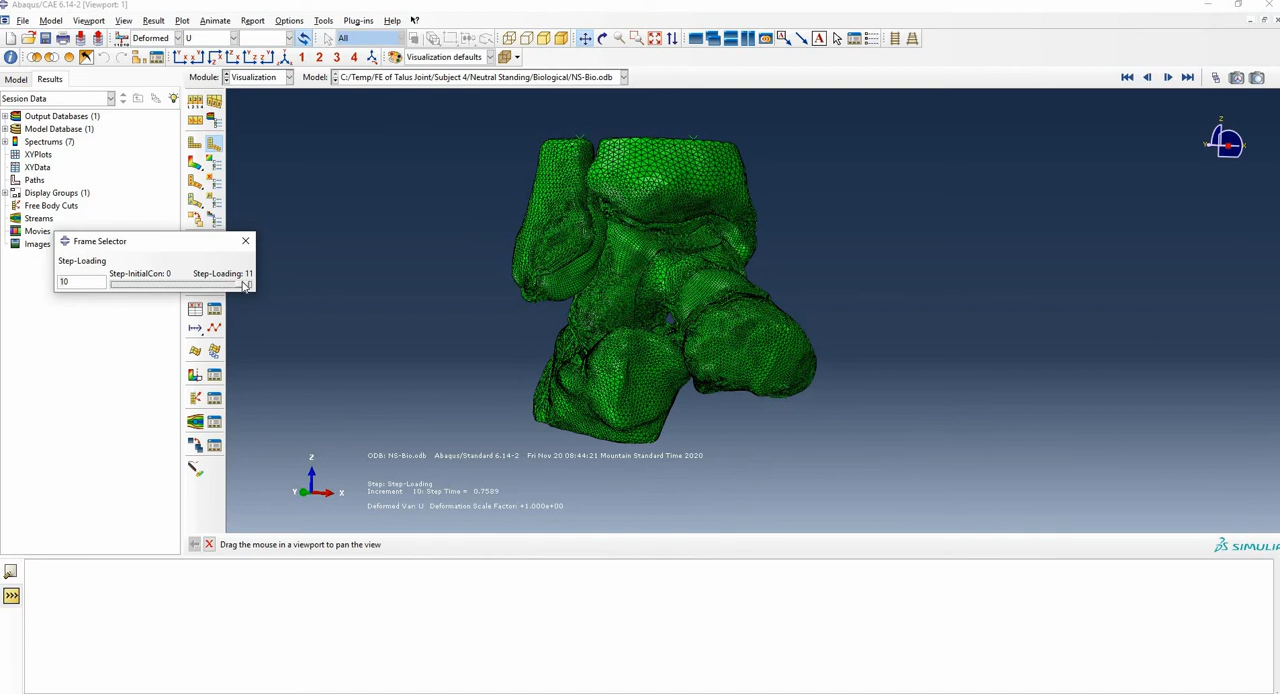 Abaqus/CAE 6.14-2 [Viewport: 1]
File Model Viewport View Result Plot Animate Report Options Tools Plug-ins Help
Deformed U All
1 2 3 4 Visualization defaults
Model Results Module: Visualization Model: C:/Temp/FE of Talus Joint/Subject 4/Neutral Standing/Biological/NS-Bio.odb
Session Data
Output Databases (1)
Model Database (1)
Spectrums (7)
XYPlots
XYData
Paths
Display Groups (1)
Free Body Cuts
Streams
Movies
Images
Frame Selector
Step-Loading
Step-InitialCon: 0 Step-Loading: 11
10
Z
Y X
ODB: NS-Bio.odb Abaqus/Standard 6.14-2 Fri Nov 20 08:44:21 Mountain Standard Time 2020
Step: Step-Loading
Increment 10: Step Time = 0.7589
Deformed Var: U Deformation Scale Factor: +1.000e+00
Z
Y X
Drag the mouse in a viewport to pan the view
SIMULIA
>>>